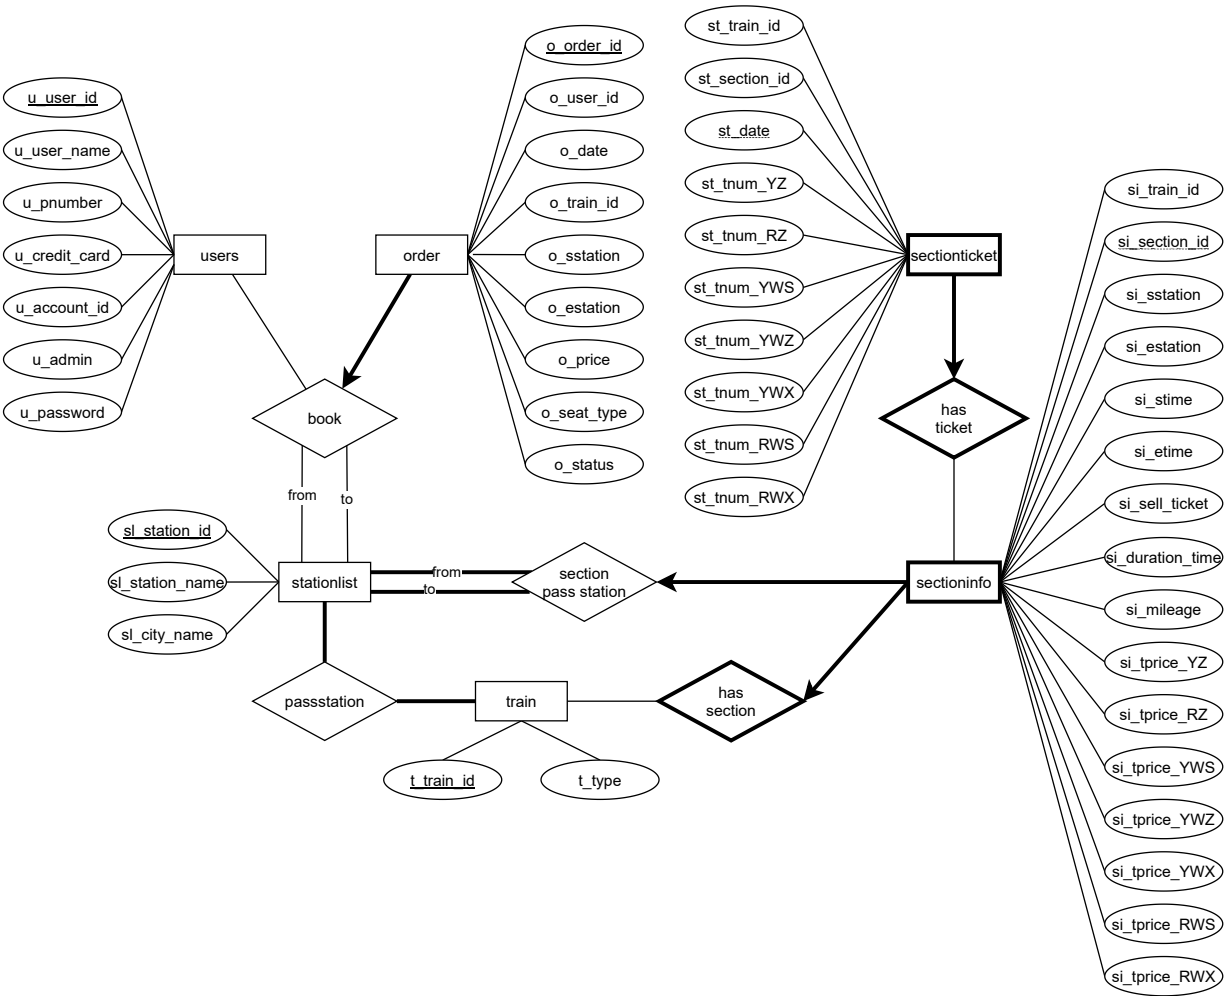 u_user_id
u_user_name
u_pnumber
u_credit_card
u_account_id
u_admin
u_password
users
order
o_order_id
o_user_id
o_date
o_train_id
o_sstation
o_estation
o_price
o_seat_type
o_status
book
from
to
st_train_id
st_section_id
st_date
st_tnum_YZ
st_tnum_RZ
st_tnum_YWS
st_tnum_YWZ
st_tnum_YWX
st_tnum_RWS
st_tnum_RWX
sectionticket
has
ticket
sl_station_id
sl_station_name
sl_city_name
stationlist
from
to
section
pass station
sectioninfo
passstation
train
has
section
t_train_id
t_type
si_train_id
si_section_id
si_sstation
si_estation
si_stime
si_etime
si_sell_ticket
si_duration_time
si_mileage
si_tprice_YZ
si_tprice_RZ
si_tprice_YWS
si_tprice_YWZ
si_tprice_YWX
si_tprice_RWS
si_tprice_RWX